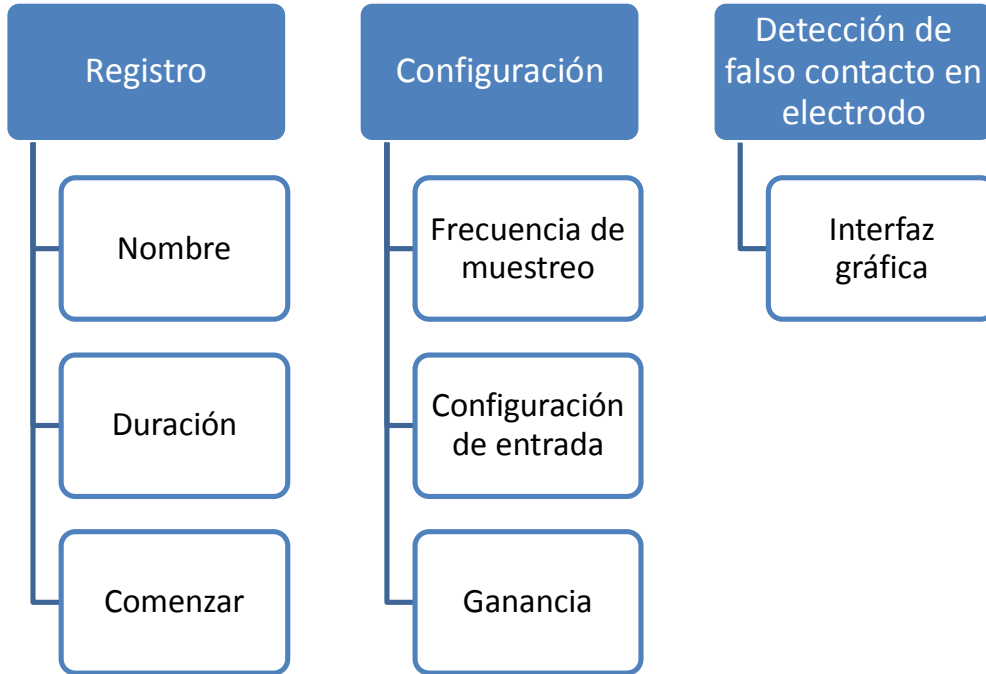 Registro
Nombre
Duración
Comenzar
Configuración
Frecuencia de
muestreo
Configuración
de entrada
Ganancia
Detección de
falso contacto en
electrodo
Interfaz
gráfica